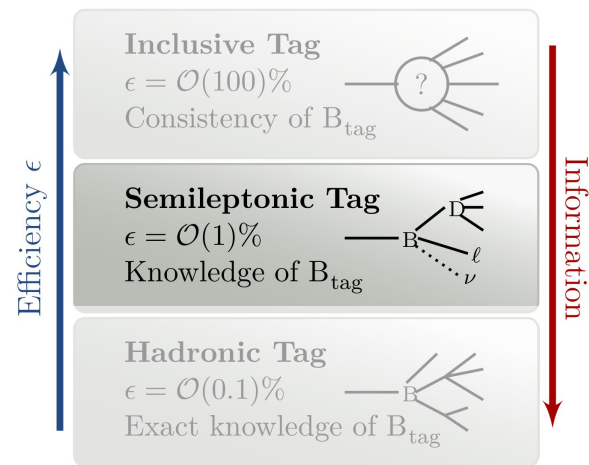 Inclusive Tag
ϵ = 𝒪(100)%
Consistency of B_tag
?
Efficiency ϵ
Semileptonic Tag
ϵ = 𝒪(1)%
Knowledge of B_tag
B
D
ℓ
ν
Information
Hadronic Tag
ϵ = 𝒪(0.1)%
Exact knowledge of B_tag
B